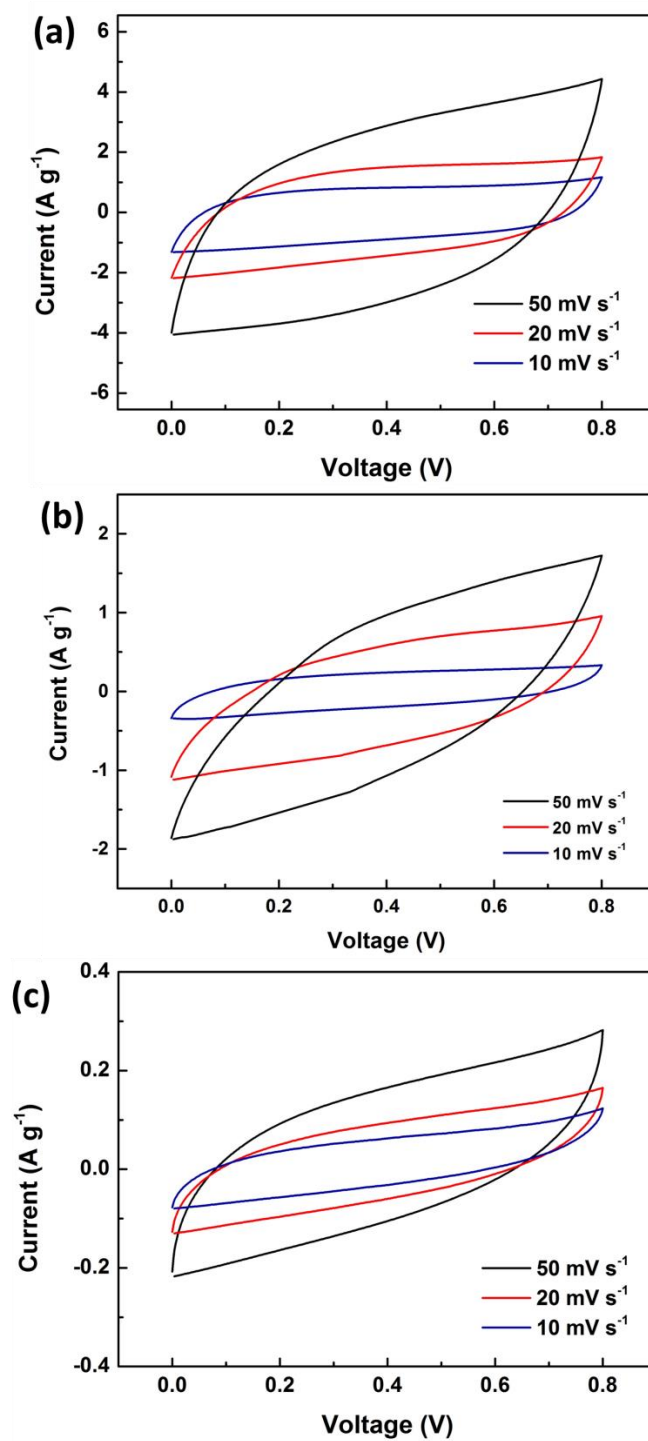 (a)
6
4
2
0
-2
-4
-6
Current (A g⁻¹)
50 mV s⁻¹
20 mV s⁻¹
10 mV s⁻¹
0.0 0.2 0.4 0.6 0.8
Voltage (V)
(b)
2
1
0
-1
-2
Current (A g⁻¹)
50 mV s⁻¹
20 mV s⁻¹
10 mV s⁻¹
0.0 0.2 0.4 0.6 0.8
Voltage (V)
(c)
0.4
0.2
0.0
-0.2
-0.4
Current (A g⁻¹)
50 mV s⁻¹
20 mV s⁻¹
10 mV s⁻¹
0.0 0.2 0.4 0.6 0.8
Voltage (V)